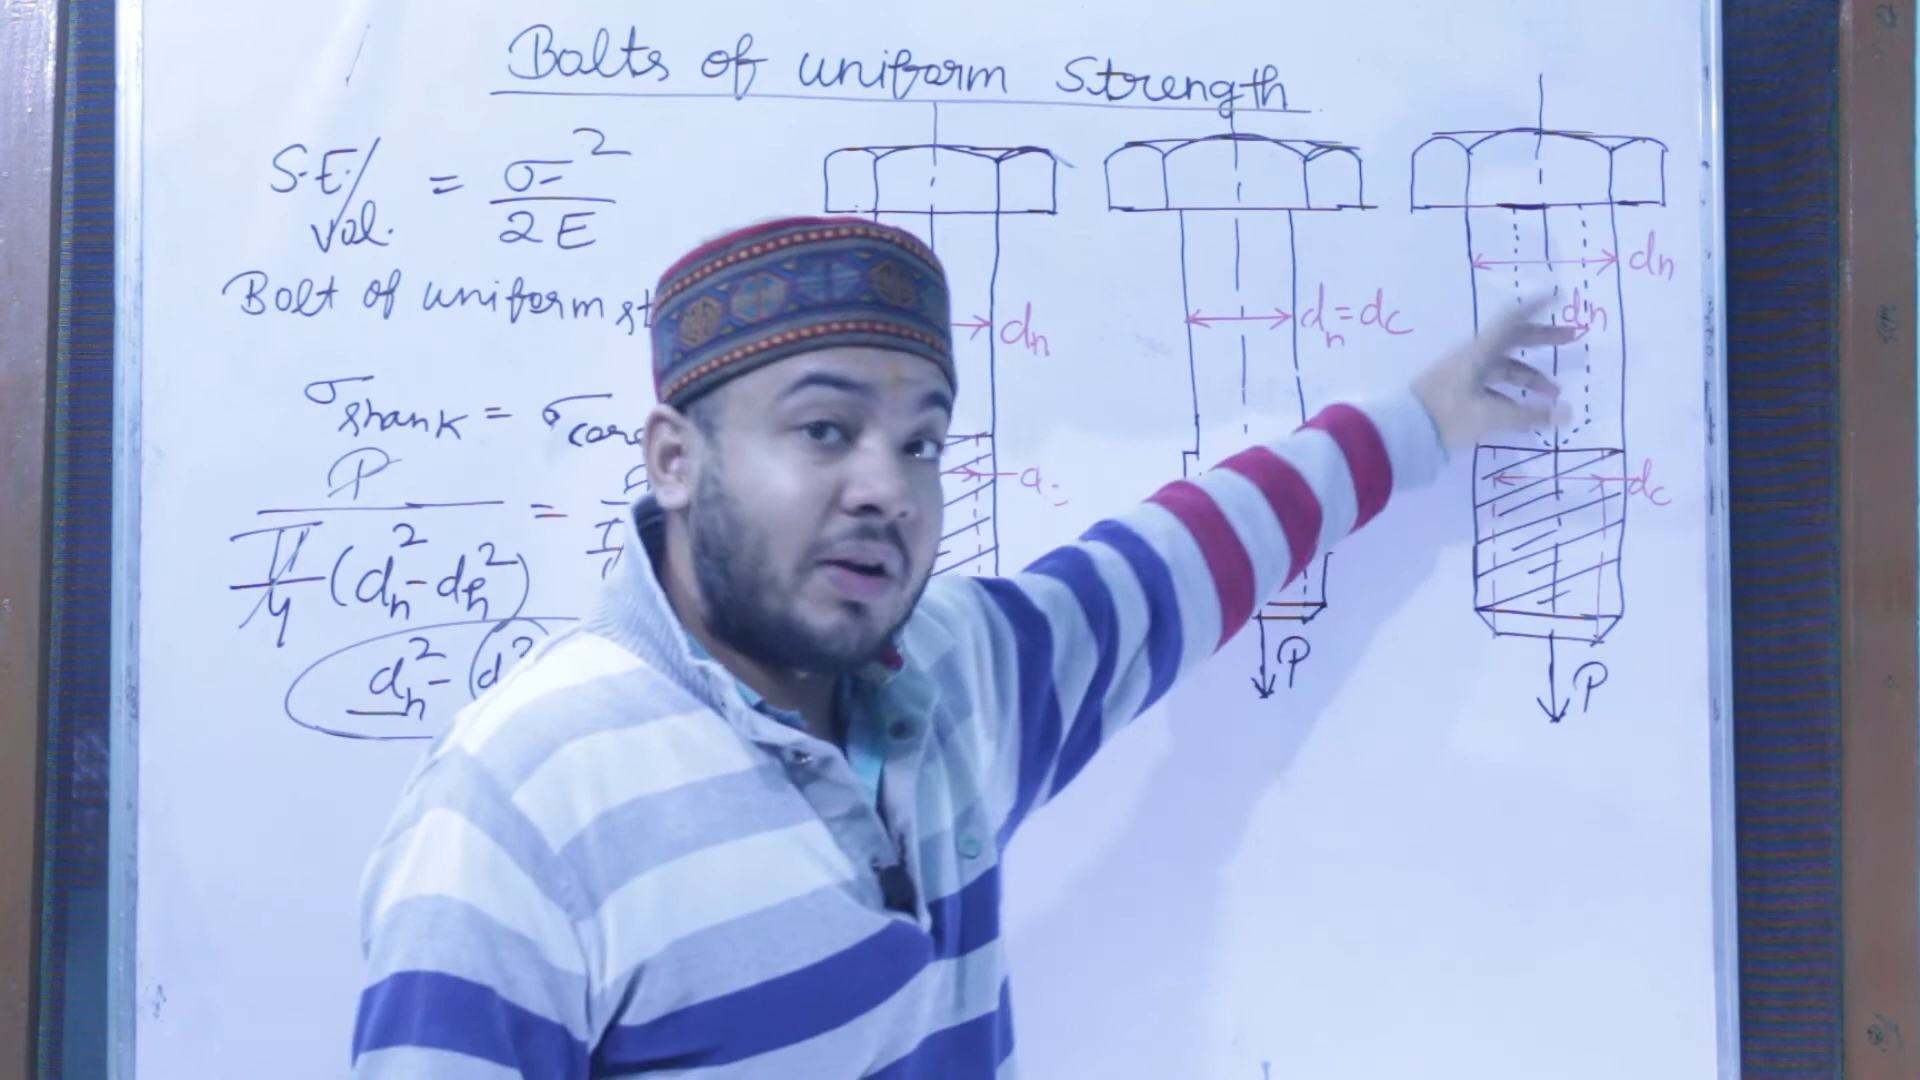 Bolts of uniform Strength
S.E/vol. = σ² / 2E
Bolt of uniform st
σshank = σcore
P / π/4 (dn² - dh²) =
dn² - d²
dn
dn = dc
P
dn
dh
dc
P